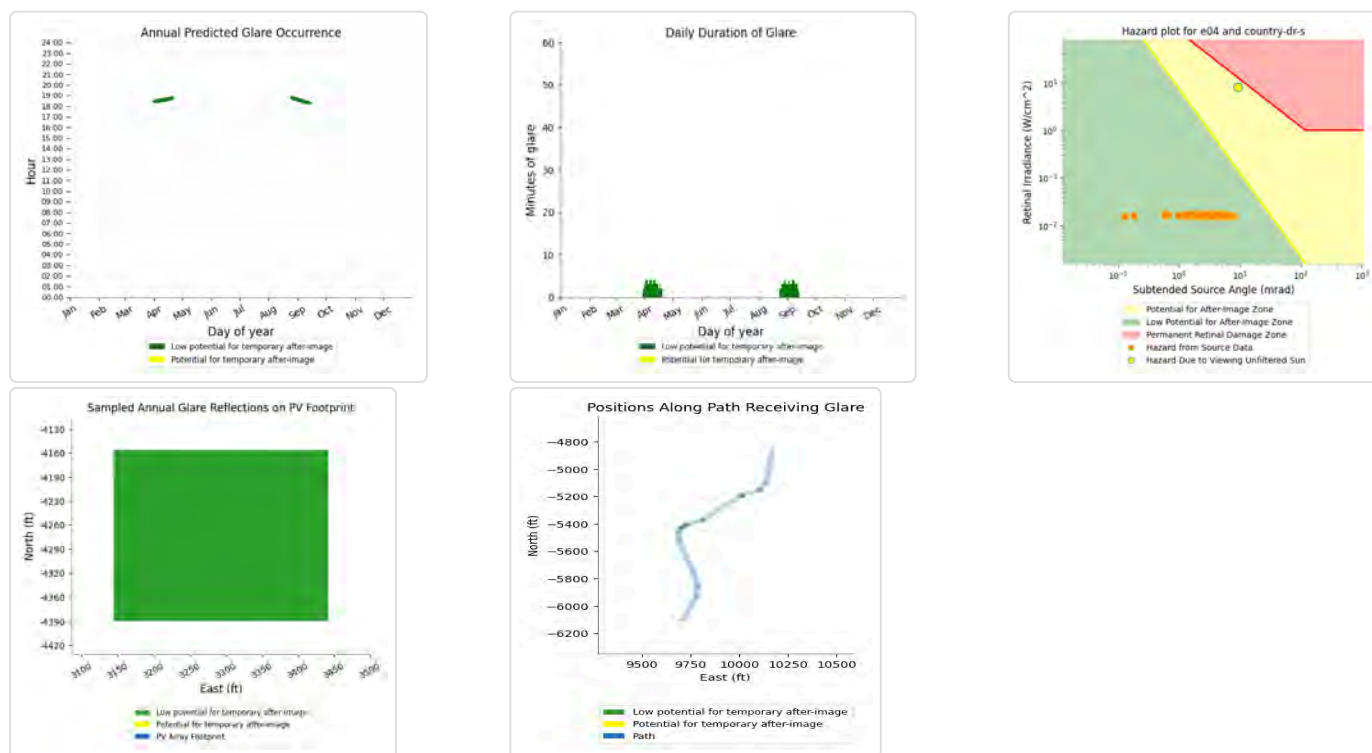 Annual Predicted Glare Occurrence
24:00
23:00
22:00
21:00
20:00
19:00
18:00
17:00
16:00
15:00
14:00
13:00
12:00
11:00
10:00
09:00
08:00
07:00
06:00
05:00
04:00
03:00
02:00
01:00
00:00
Hour
Jan Feb Mar Apr May Jun Jul Aug Sep Oct Nov Dec
Day of year
Low potential for temporary after-image
Potential for temporary after-image
Daily Duration of Glare
60
50
40
30
20
10
0
Minutes of glare
Jan Feb Mar Apr May Jun Jul Aug Sep Oct Nov Dec
Day of year
Low potential for temporary after-image
Potential for temporary after-image
Hazard plot for e04 and country-dr-s
Retinal Irradiance (W/cm^2)
Subtended Source Angle (mrad)
Potential for After-Image Zone
Low Potential for After-Image Zone
Permanent Retinal Damage Zone
Hazard from Source Data
Hazard Due to Viewing Unfiltered Sun
Sampled Annual Glare Reflections on PV Footprint
-4130
-4160
-4190
-4230
-4260
-4290
-4320
-4360
-4390
-4420
North (ft)
3100 3150 3200 3250 3300 3350 3400 3450 3500
East (ft)
Low potential for temporary after-image
Potential for temporary after-image
PV Array Footprint
Positions Along Path Receiving Glare
−4800
−5000
−5200
−5400
−5600
−5800
−6000
−6200
North (ft)
9500 9750 10000 10250 10500
East (ft)
Low potential for temporary after-image
Potential for temporary after-image
Path